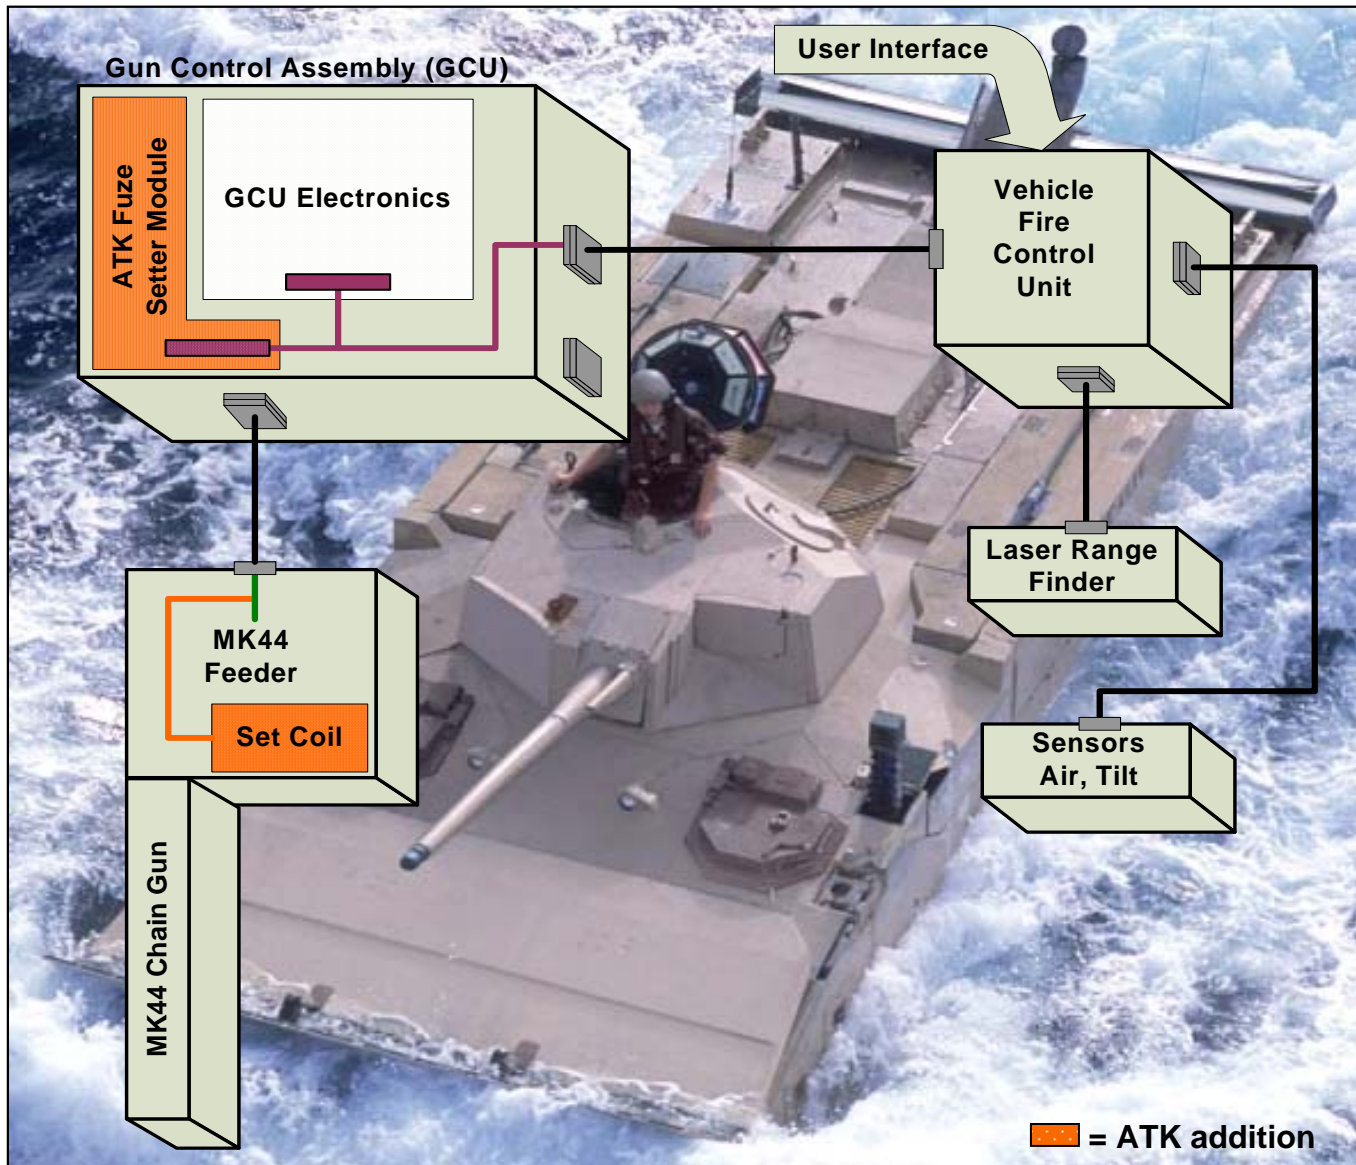 User Interface
Gun Control Assembly (GCU)
ATK Fuze
Setter Module
GCU Electronics
Vehicle
Fire
Control
Unit
Laser Range
Finder
MK44
Feeder
Set Coil
Sensors
Air, Tilt
MK44 Chain Gun
= ATK addition